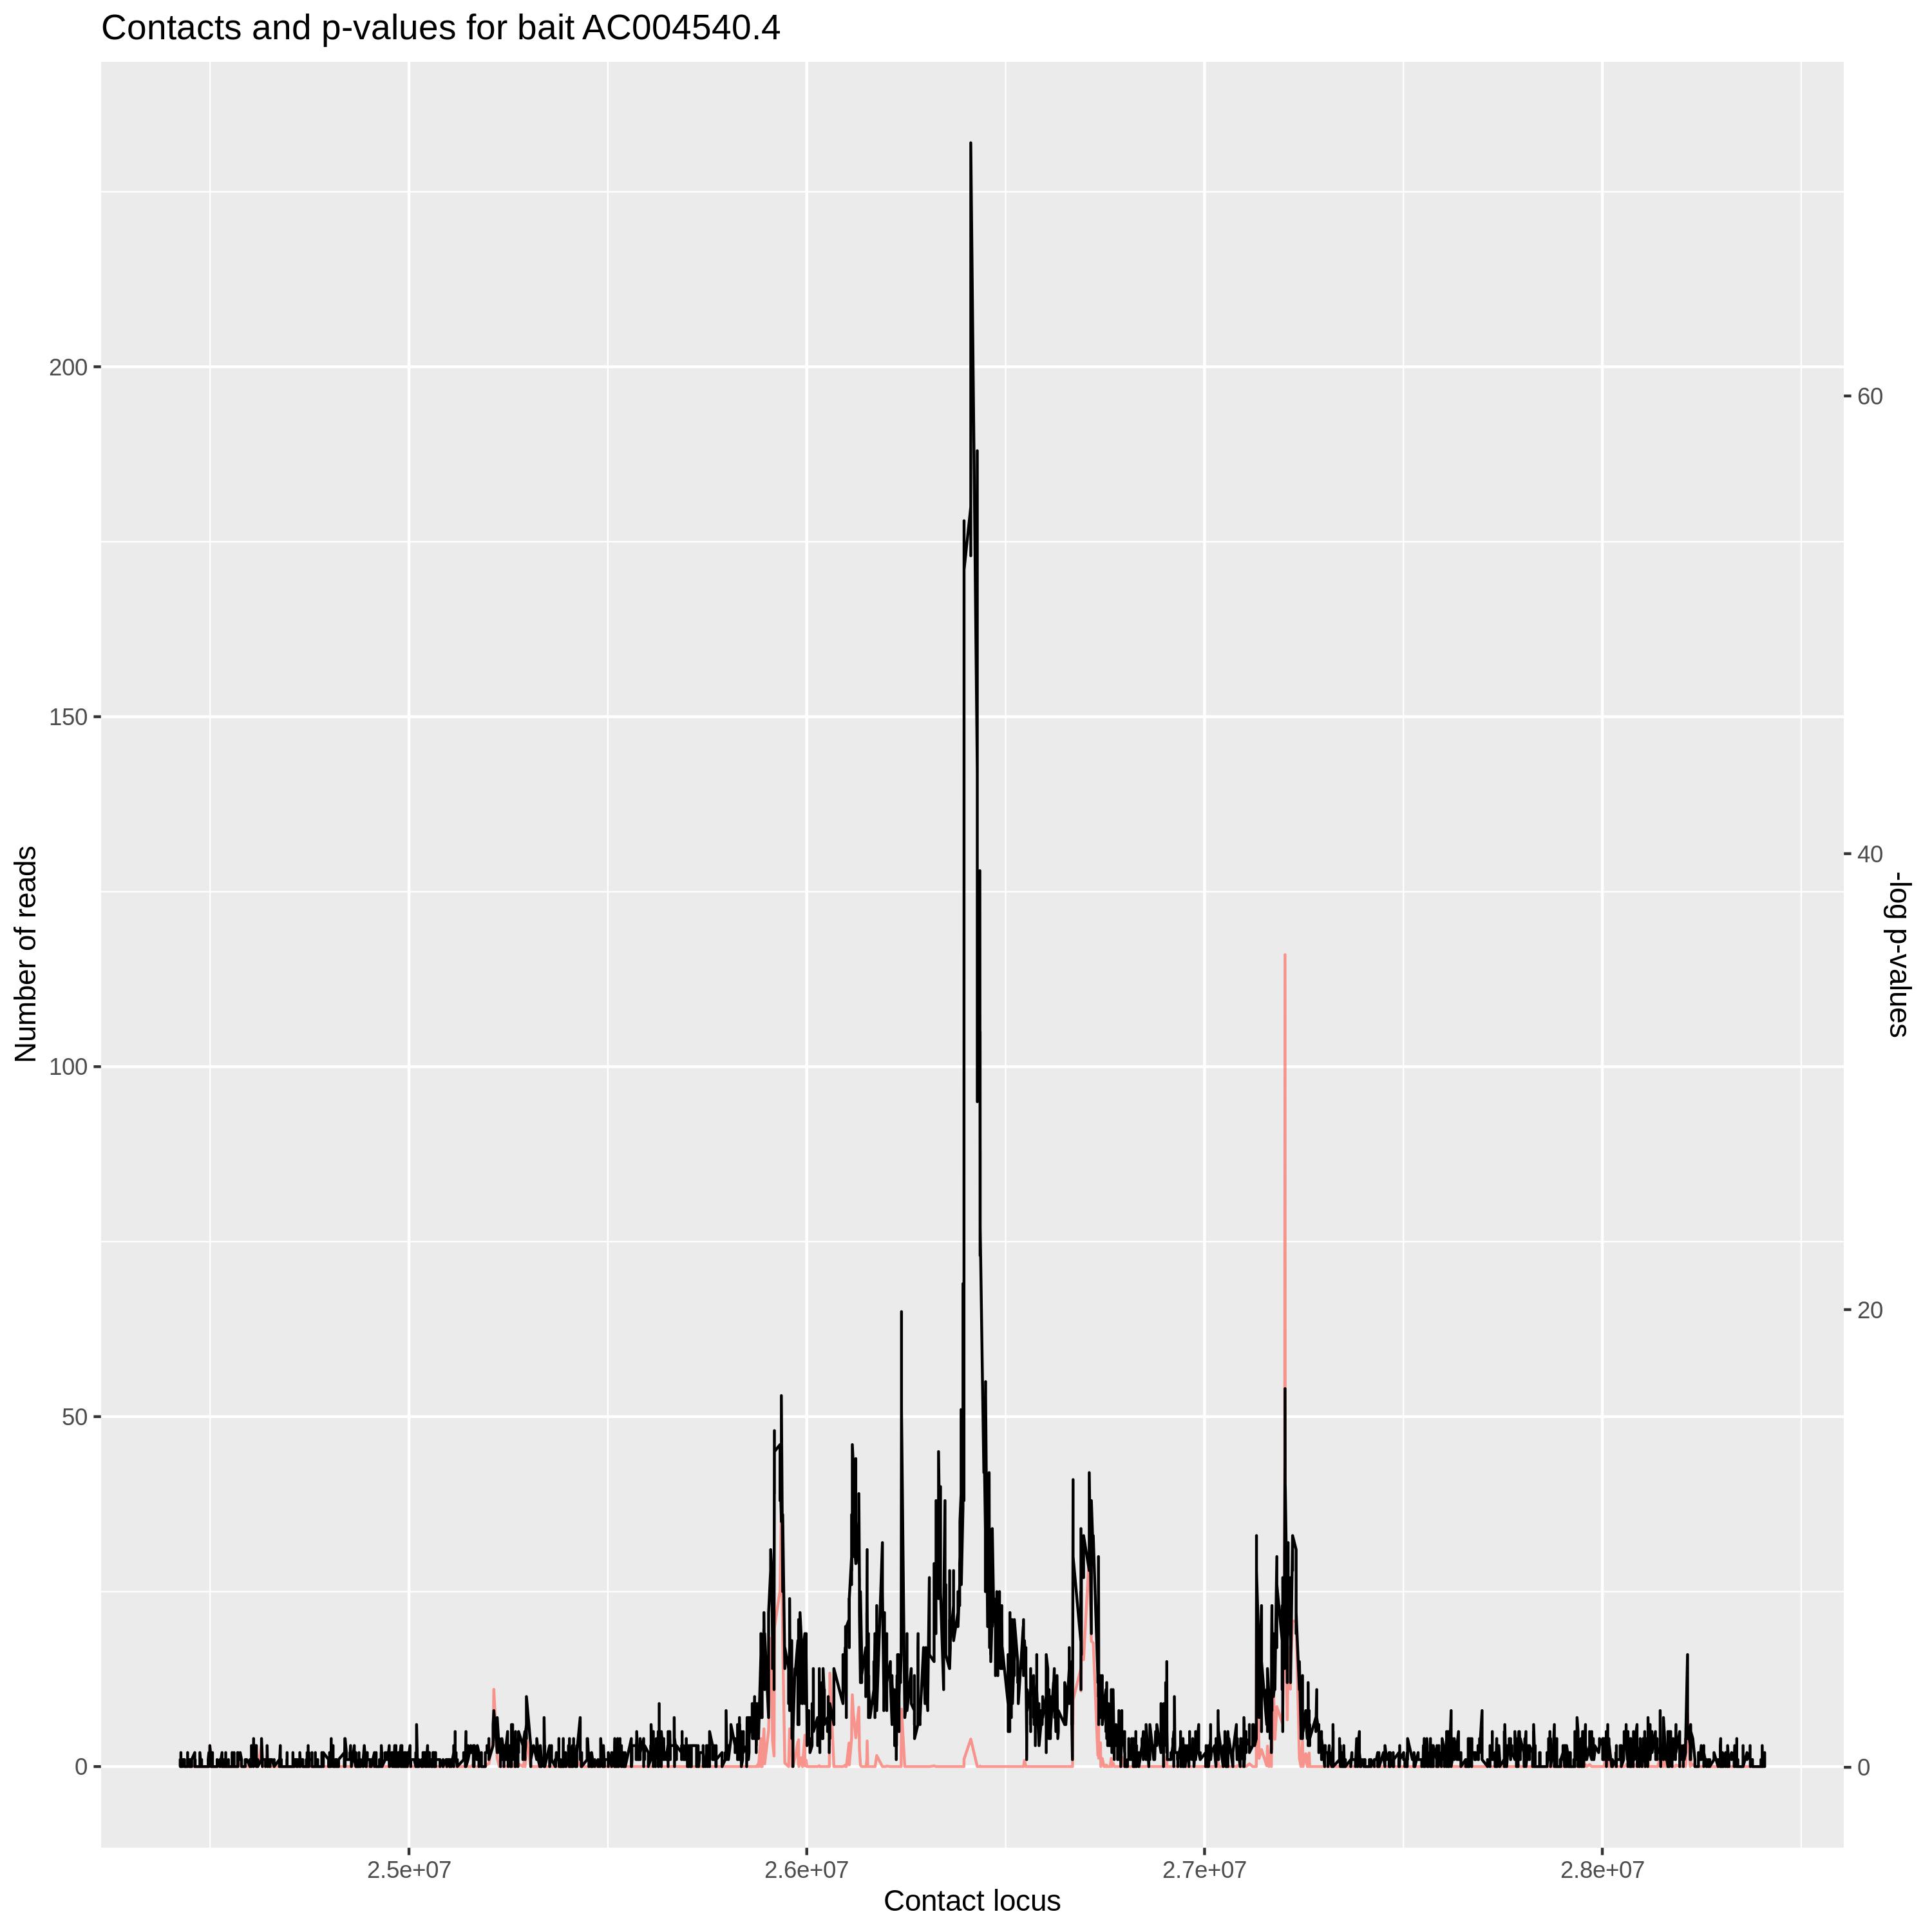 Contacts and p-values for bait AC004540.4
Number of reads
200
150
100
50
0
60
40
20
0
-log p-values
2.5e+07
2.6e+07
2.7e+07
2.8e+07
Contact locus